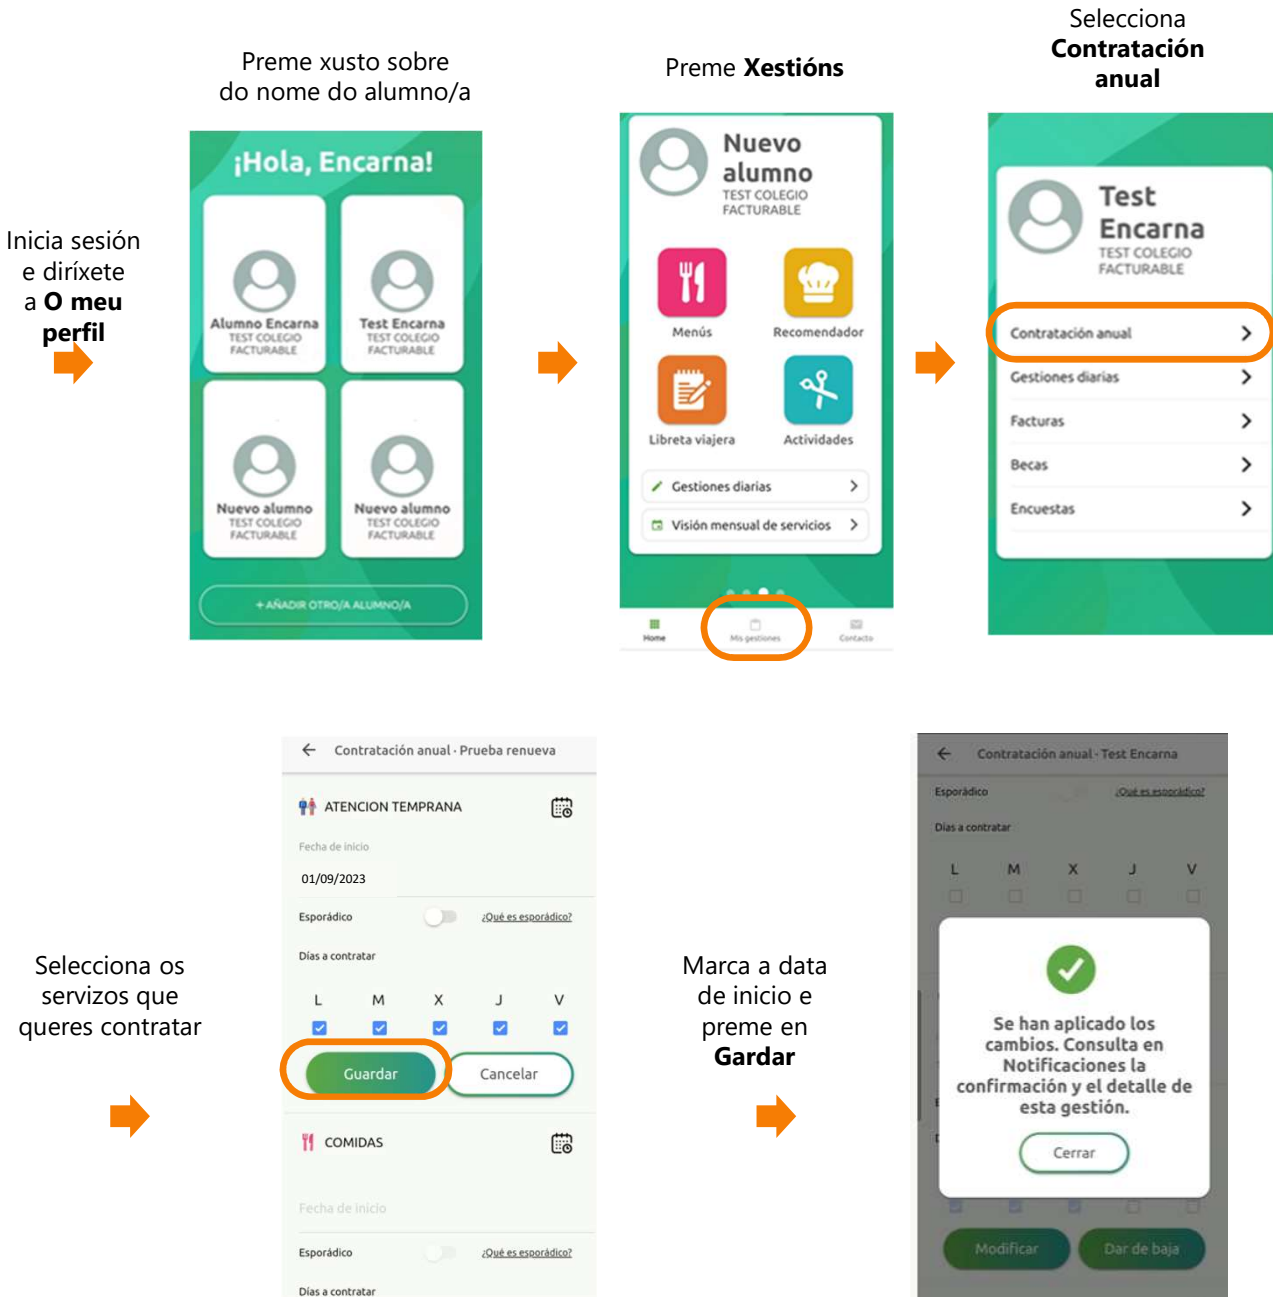 Inicia sesión
e diríxete
a O meu
perfil
Preme xusto sobre
do nome do alumno/a
¡Hola, Encarna!
Alumno Encarna
TEST COLEGIO
FACTURABLE
Test Encarna
TEST COLEGIO
FACTURABLE
Nuevo alumno
TEST COLEGIO
FACTURABLE
Nuevo alumno
TEST COLEGIO
FACTURABLE
+ AÑADIR OTRO/A ALUMNO/A
Preme Xestións
Nuevo
alumno
TEST COLEGIO
FACTURABLE
Menús
Recomendador
Libreta viajera
Actividades
Gestiones diarias
Visión mensual de servicios
Home
Mis gestiones
Contacto
Selecciona
Contratación
anual
Test
Encarna
TEST COLEGIO
FACTURABLE
Contratación anual
Gestiones diarias
Facturas
Becas
Encuestas
Selecciona os
servizos que
queres contratar
Contratación anual · Prueba renueva
ATENCION TEMPRANA
Fecha de inicio
01/09/2023
Esporádico
¿Qué es esporádico?
Días a contratar
L M X J V
Guardar
Cancelar
COMIDAS
Fecha de inicio
Esporádico
¿Qué es esporádico?
Días a contratar
Marca a data
de inicio e
preme en
Gardar
Contratación anual · Test Encarna
Esporádico
¿Qué es esporádico?
Días a contratar
L M X J V
Se han aplicado los
cambios. Consulta en
Notificaciones la
confirmación y el detalle de
esta gestión.
Cerrar
Modificar
Dar de baja